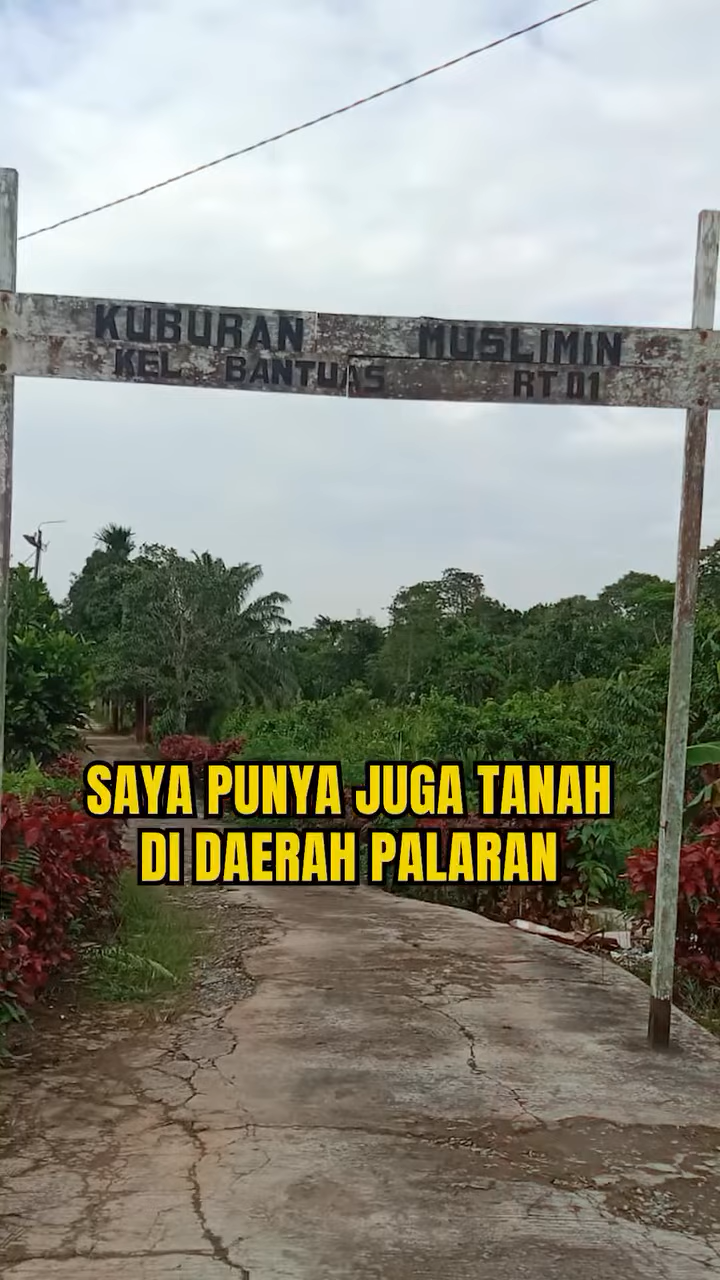 KUBURAN MUSLIMIN
KEL. BANTUAS RT 01
SAYA PUNYA JUGA TANAH
DI DAERAH PALARAN